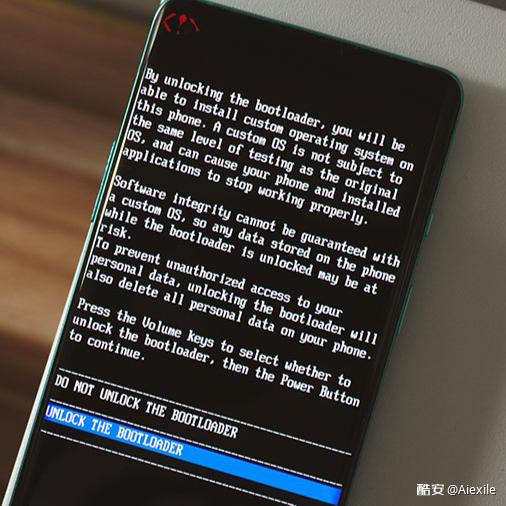 <!>
By unlocking the bootloader, you will be
able to install custom operating system on
this phone. A custom OS is not subject to
the same level of testing as the original
OS, and can cause your phone and installed
applications to stop working properly.
Software integrity cannot be guaranteed with
a custom OS, so any data stored on the phone
while the bootloader is unlocked may be at
risk.
To prevent unauthorized access to your
personal data, unlocking the bootloader will
also delete all personal data on your phone.
Press the Volume keys to select whether to
unlock the bootloader, then the Power Button
to continue.
DO NOT UNLOCK THE BOOTLOADER
UNLOCK THE BOOTLOADER
酷安 @Aiexile